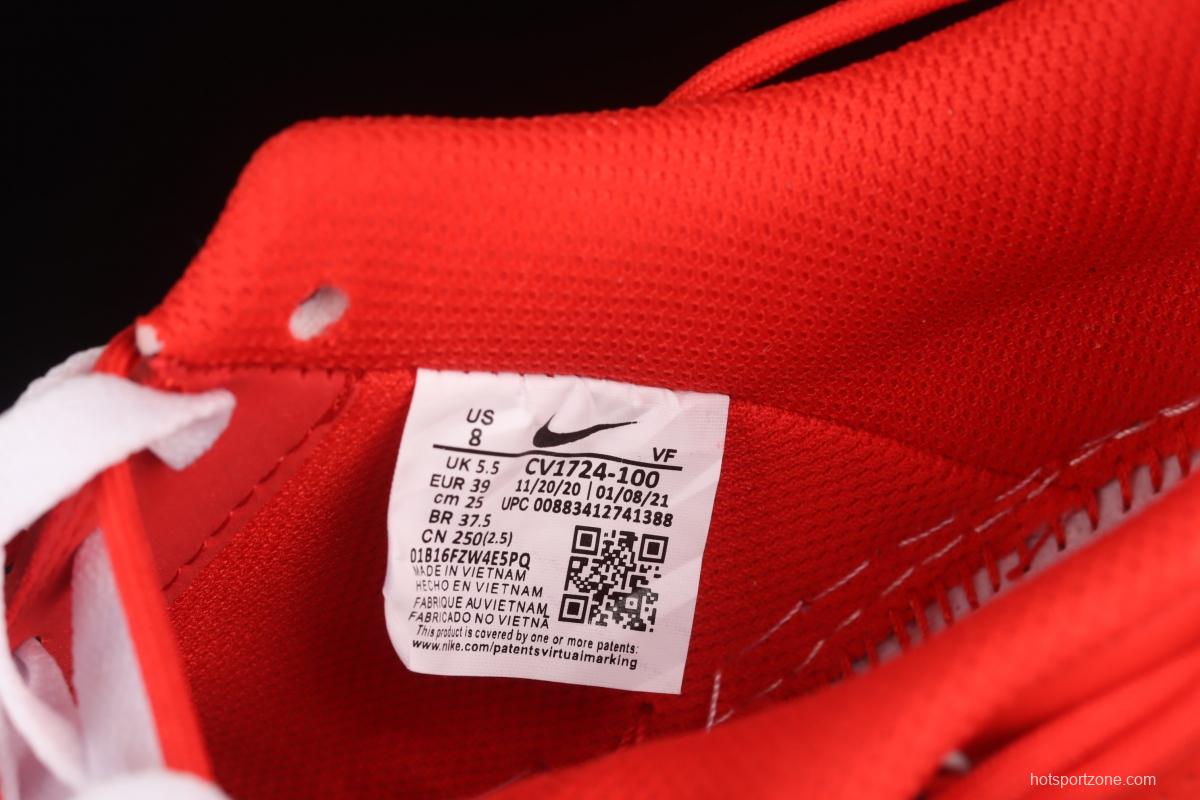 US
8
VF
UK 5.5
CV1724-100
EUR 39
11/20/20 | 01/08/21
cm 25
UPC 00883412741388
BR 37.5
CN 250(2.5)
01B16FZW4E5PQ
MADE IN VIETNAM
HECHO EN VIETNAM
FABRIQUE AU VIETNAM
FABRICADO NO VIETNÃ
This product is covered by one or more patents:
www.nike.com/patentsvirtualmarking
hotsportzone.com